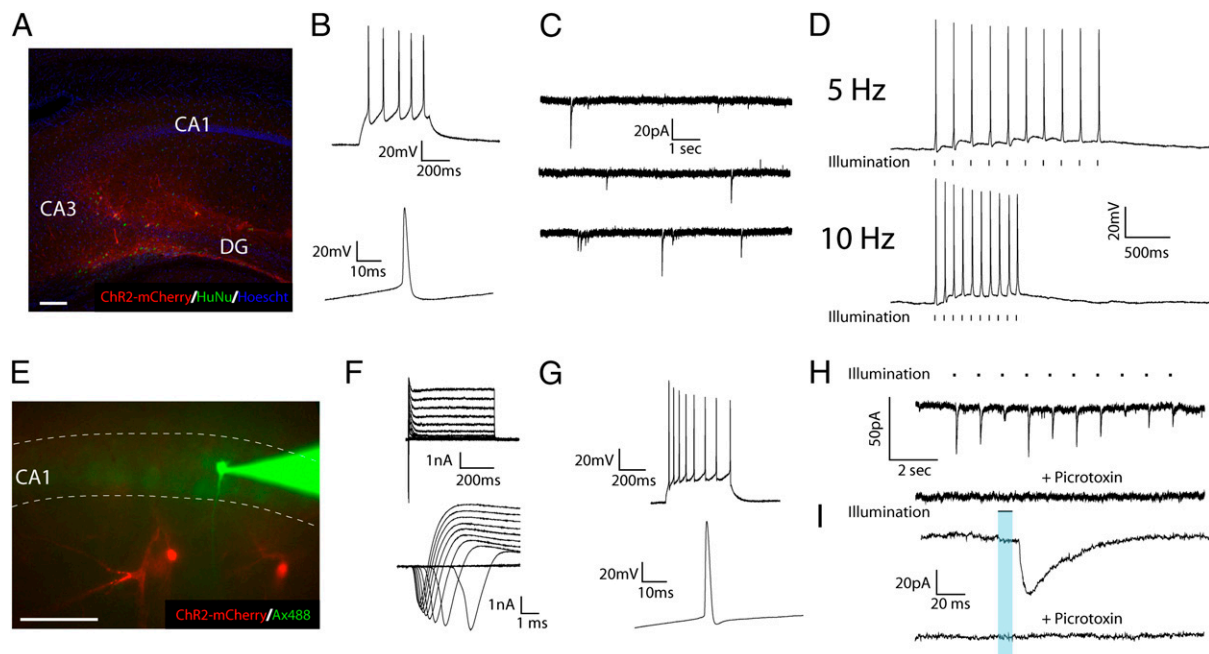 A
CA1
CA3
DG
ChR2-mCherry/HuNu/Hoescht
B
20mV
200ms
20mV
10ms
C
20pA
1 sec
D
5 Hz
Illumination
10 Hz
20mV
500ms
Illumination
E
CA1
ChR2-mCherry/Ax488
F
1nA
200ms
1nA
1 ms
G
20mV
200ms
20mV
10ms
H
Illumination
50pA
2 sec
+ Picrotoxin
I
Illumination
20pA
20 ms
+ Picrotoxin